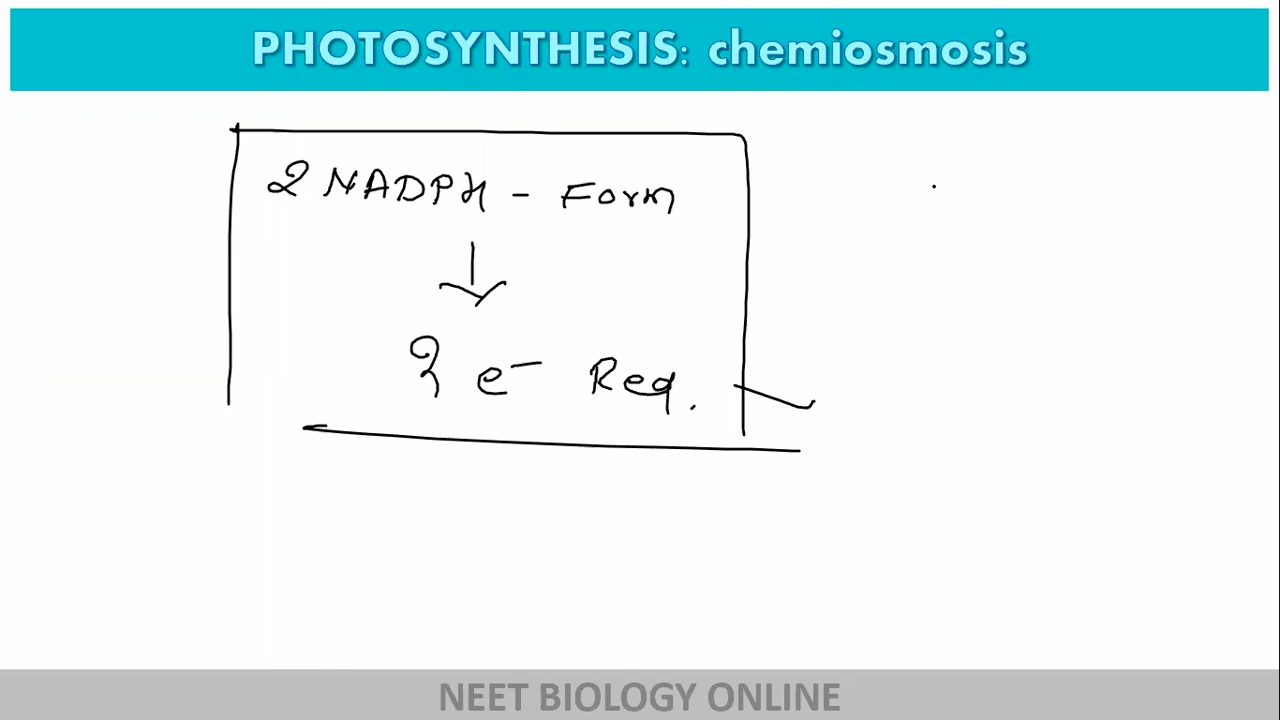 PHOTOSYNTHESIS: chemiosmosis
2 NADPH - Form
2 e⁻ Req.
NEET BIOLOGY ONLINE